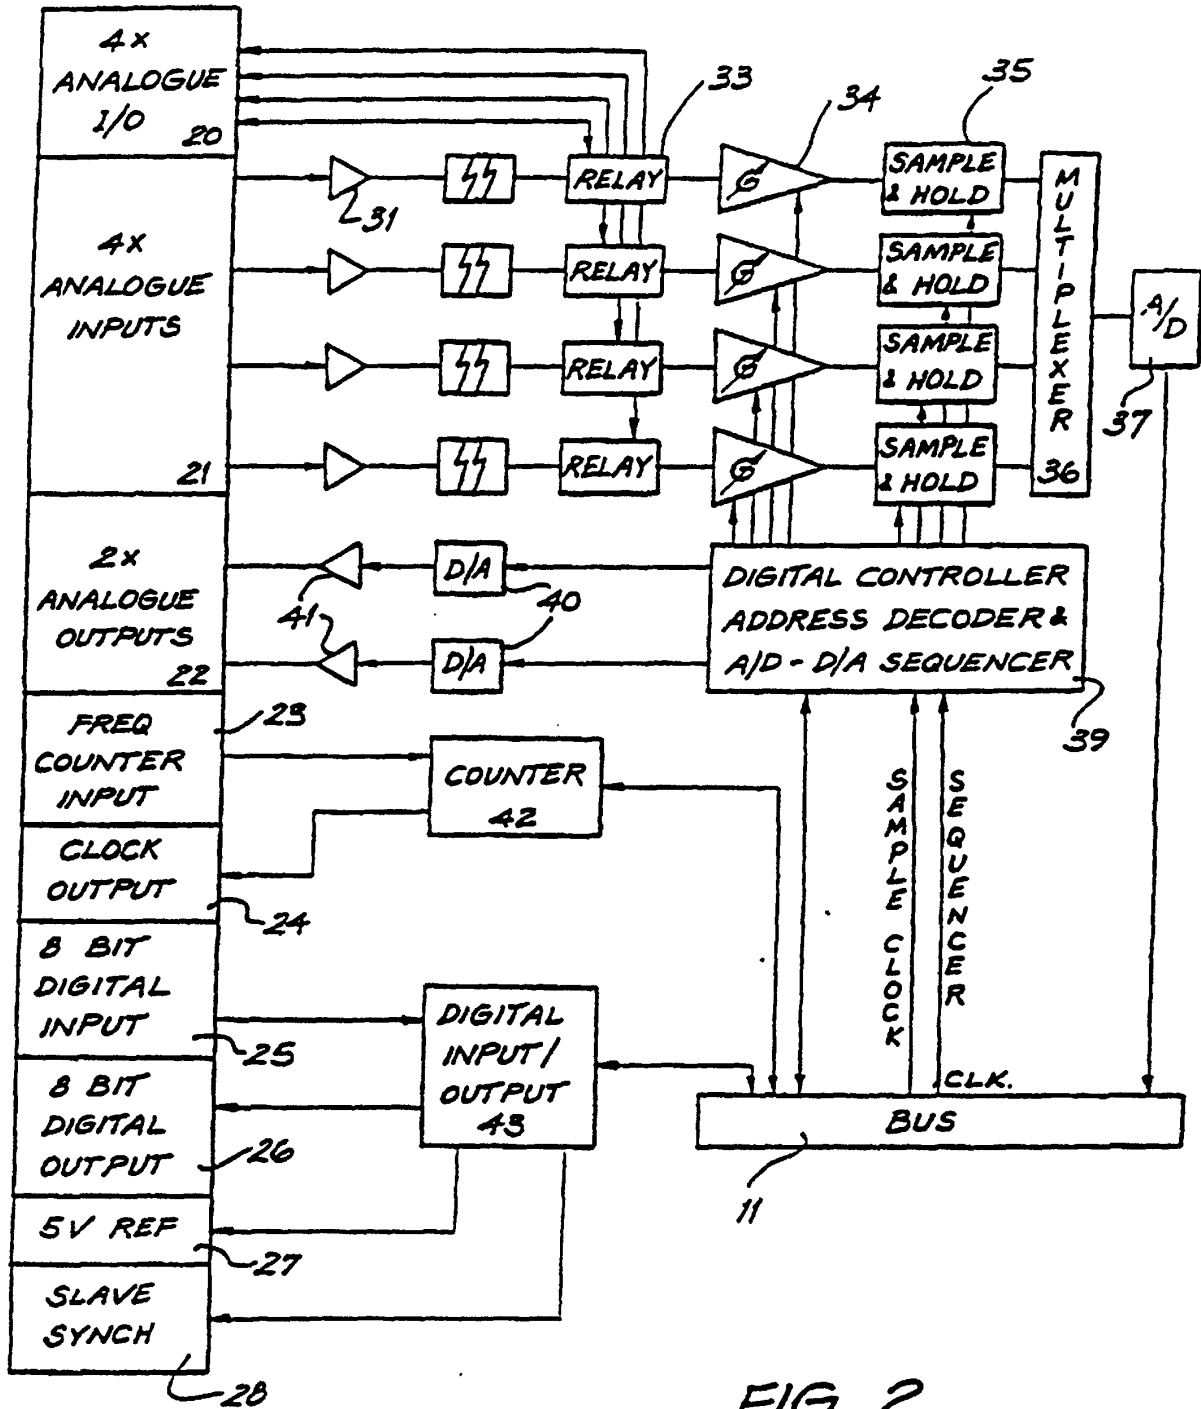 4x
ANALOGUE
I/O
20
4x
ANALOGUE
INPUTS
21
2x
ANALOGUE
OUTPUTS
22
FREQ
COUNTER
INPUT
23
CLOCK
OUTPUT
24
8 BIT
DIGITAL
INPUT
25
8 BIT
DIGITAL
OUTPUT
26
5V REF
27
SLAVE
SYNCH
28
31
RELAY
RELAY
RELAY
RELAY
33
G
G
G
G
34
SAMPLE
& HOLD
SAMPLE
& HOLD
SAMPLE
& HOLD
SAMPLE
& HOLD
35
MULTIPLEXER
36
A/D
37
D/A
D/A
40
41
DIGITAL CONTROLLER
ADDRESS DECODER &
A/D - D/A SEQUENCER
39
COUNTER
42
SAMPLE CLOCK
SEQUENCER
CLK.
DIGITAL
INPUT/
OUTPUT
43
BUS
11
FIG. 2